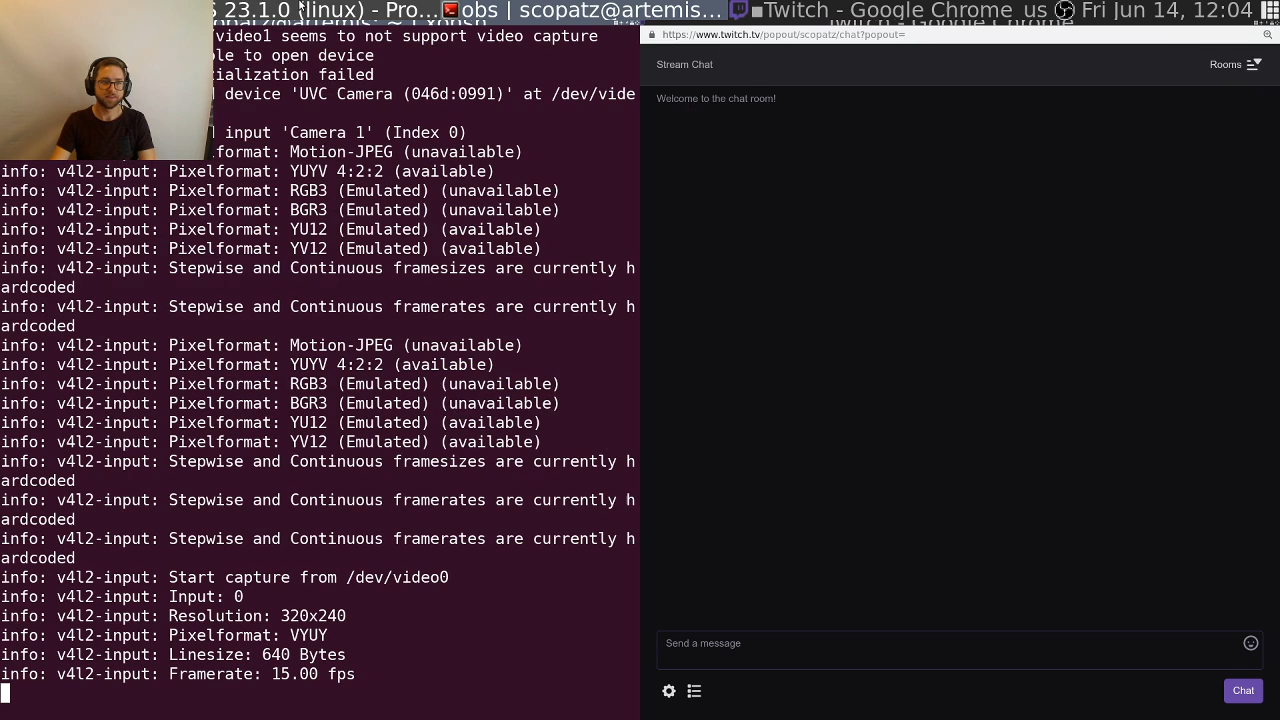 23.1.0 (linux) - Pro... obs | scopatz@artemis... Twitch - Google Chrome us Fri Jun 14, 12:04
/video1 seems to not support video capture
le to open device
ialization failed
device 'UVC Camera (046d:0991)' at /dev/vide
input 'Camera 1' (Index 0)
format: Motion-JPEG (unavailable)
info: v4l2-input: Pixelformat: YUYV 4:2:2 (available)
info: v4l2-input: Pixelformat: RGB3 (Emulated) (unavailable)
info: v4l2-input: Pixelformat: BGR3 (Emulated) (unavailable)
info: v4l2-input: Pixelformat: YU12 (Emulated) (available)
info: v4l2-input: Pixelformat: YV12 (Emulated) (available)
info: v4l2-input: Stepwise and Continuous framesizes are currently h
ardcoded
info: v4l2-input: Stepwise and Continuous framerates are currently h
ardcoded
info: v4l2-input: Pixelformat: Motion-JPEG (unavailable)
info: v4l2-input: Pixelformat: YUYV 4:2:2 (available)
info: v4l2-input: Pixelformat: RGB3 (Emulated) (unavailable)
info: v4l2-input: Pixelformat: BGR3 (Emulated) (unavailable)
info: v4l2-input: Pixelformat: YU12 (Emulated) (available)
info: v4l2-input: Pixelformat: YV12 (Emulated) (available)
info: v4l2-input: Stepwise and Continuous framesizes are currently h
ardcoded
info: v4l2-input: Stepwise and Continuous framerates are currently h
ardcoded
info: v4l2-input: Stepwise and Continuous framerates are currently h
ardcoded
info: v4l2-input: Start capture from /dev/video0
info: v4l2-input: Input: 0
info: v4l2-input: Resolution: 320x240
info: v4l2-input: Pixelformat: VYUY
info: v4l2-input: Linesize: 640 Bytes
info: v4l2-input: Framerate: 15.00 fps
https://www.twitch.tv/popout/scopatz/chat?popout=
Stream Chat
Rooms
Welcome to the chat room!
Send a message
Chat